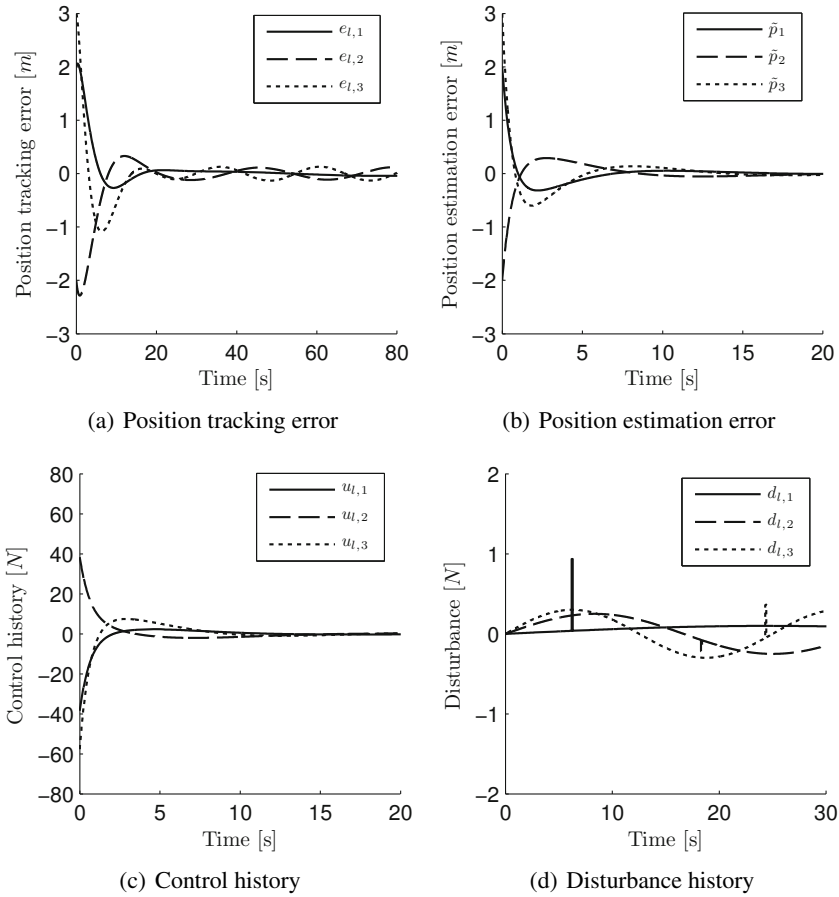 3
2
1
0
−1
−2
−3
0 20 40 60 80
Position tracking error [m]
Time [s]
e_{l,1}
e_{l,2}
e_{l,3}
(a) Position tracking error
3
2
1
0
−1
−2
−3
0 5 10 15 20
Position estimation error [m]
Time [s]
p̃_1
p̃_2
p̃_3
(b) Position estimation error
80
60
40
20
0
−20
−40
−60
−80
0 5 10 15 20
Control history [N]
Time [s]
u_{l,1}
u_{l,2}
u_{l,3}
(c) Control history
2
1
0
−1
−2
0 10 20 30
Disturbance [N]
Time [s]
d_{l,1}
d_{l,2}
d_{l,3}
(d) Disturbance history